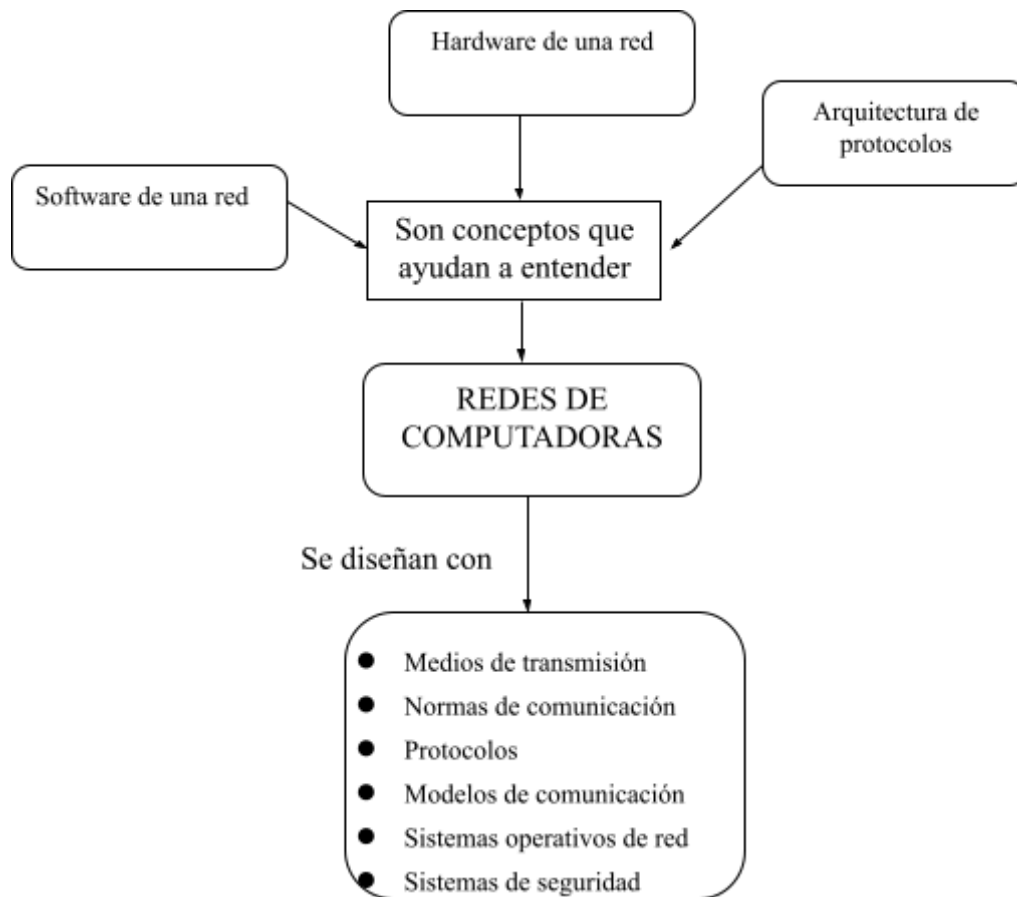 Hardware de una red
Arquitectura de
protocolos
Software de una red
Son conceptos que
ayudan a entender
REDES DE
COMPUTADORAS
Se diseñan con
● Medios de transmisión
● Normas de comunicación
● Protocolos
● Modelos de comunicación
● Sistemas operativos de red
● Sistemas de seguridad